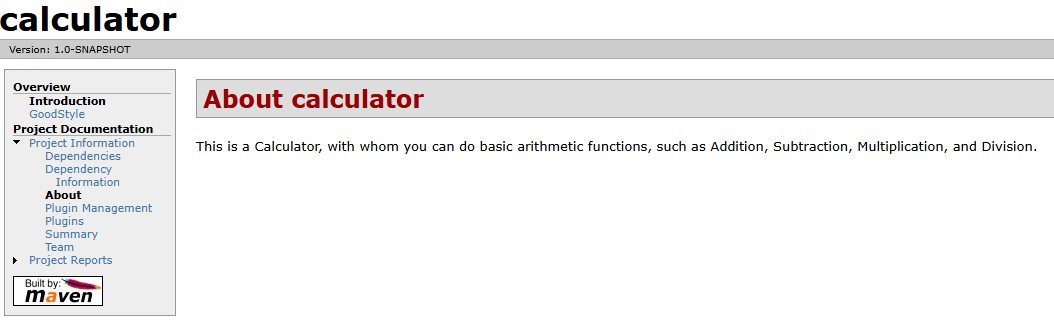 calculator
Version: 1.0-SNAPSHOT
Overview
Introduction
GoodStyle
Project Documentation
Project Information
Dependencies
Dependency
Information
About
Plugin Management
Plugins
Summary
Team
Project Reports
Built by:
maven
About calculator
This is a Calculator, with whom you can do basic arithmetic functions, such as Addition, Subtraction, Multiplication, and Division.